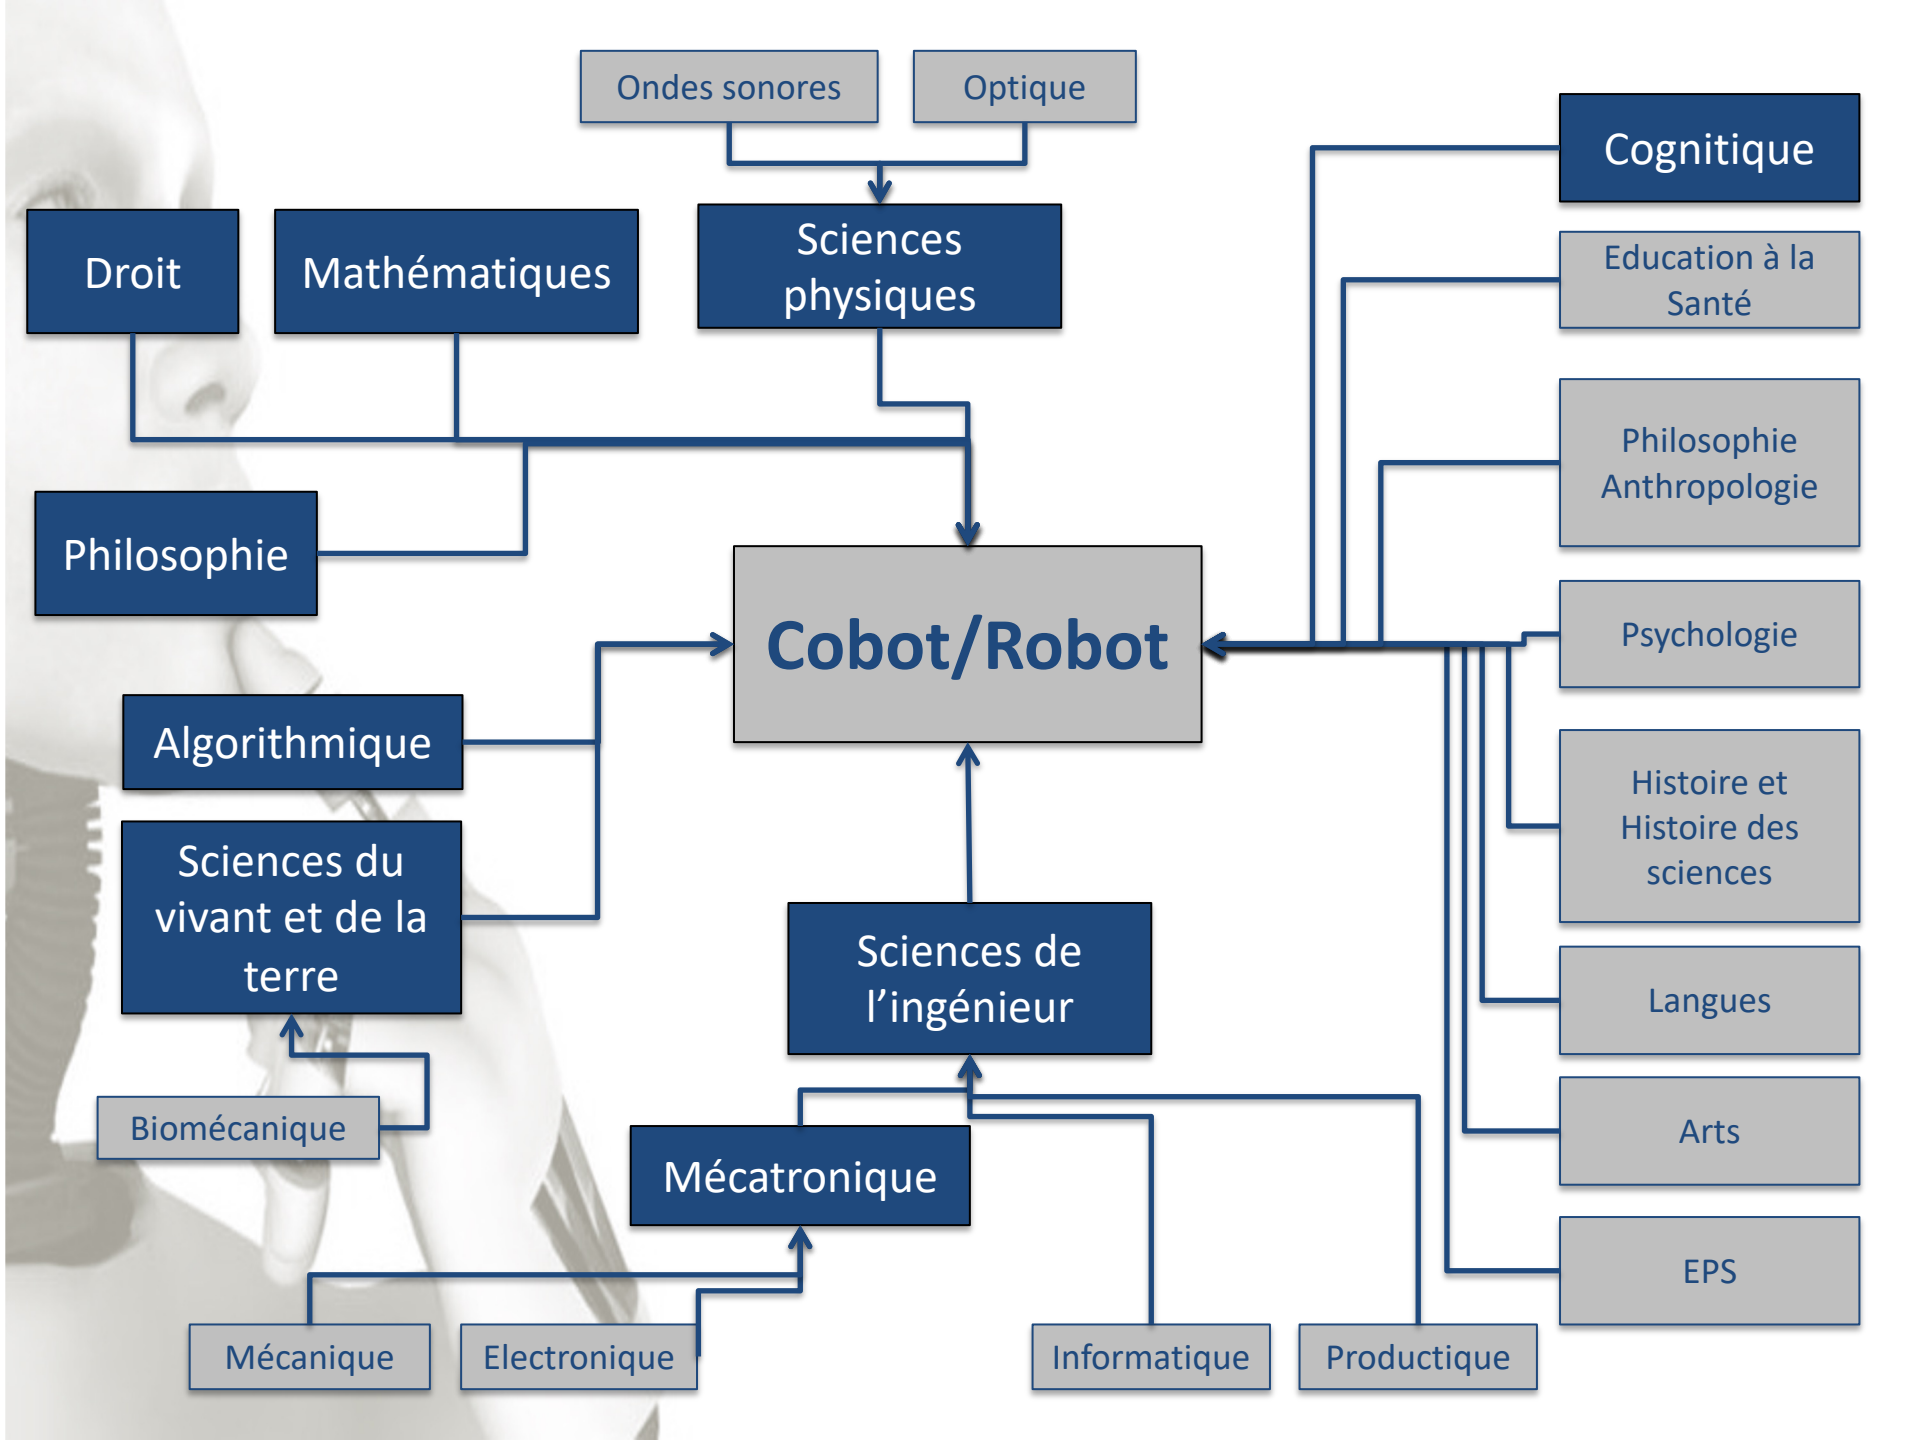 Ondes sonores
Optique
Cognitique
Droit
Mathématiques
Sciences
physiques
Education à la
Santé
Philosophie
Anthropologie
Philosophie
Cobot/Robot
Psychologie
Algorithmique
Histoire et
Histoire des
sciences
Sciences du
vivant et de la
terre
Sciences de
l’ingénieur
Langues
Biomécanique
Arts
Mécatronique
EPS
Mécanique
Electronique
Informatique
Productique